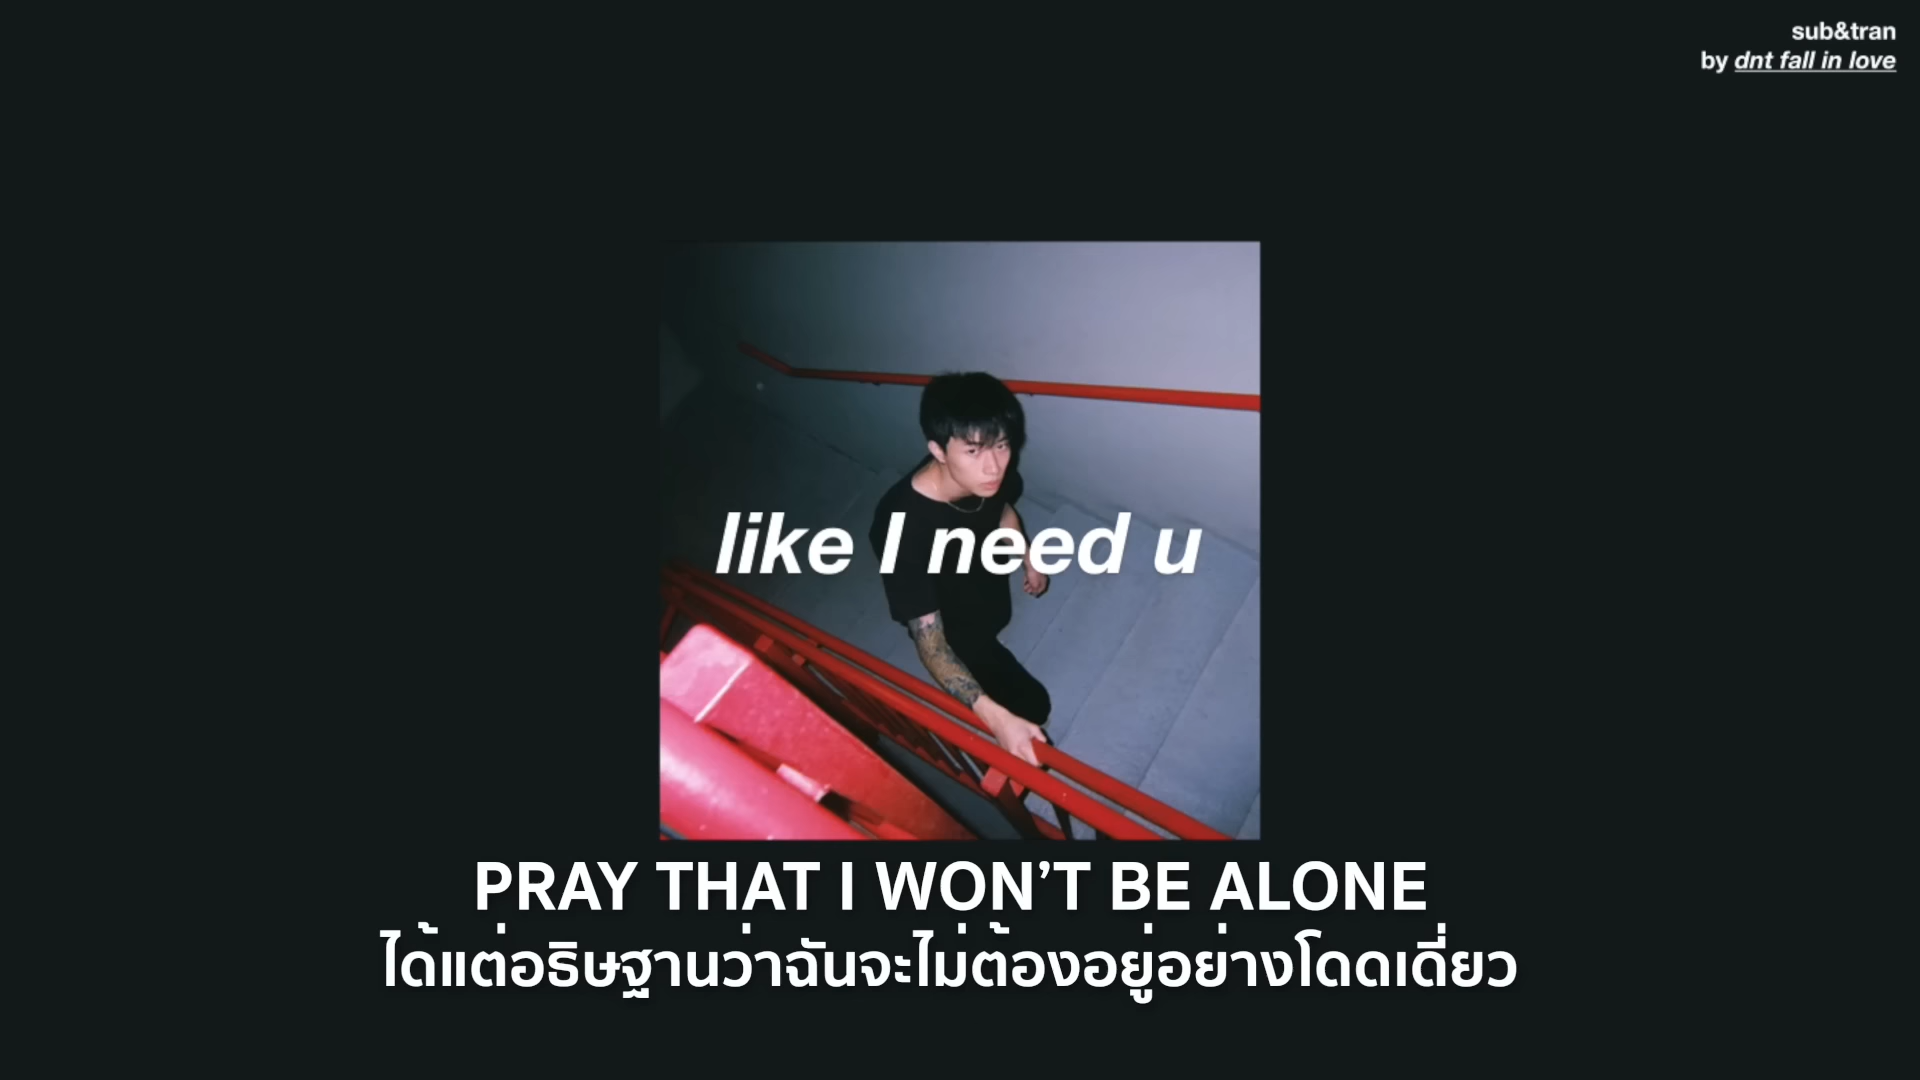 sub&tran
by dnt fall in love
like I need u
PRAY THAT I WON’T BE ALONE
ได้แต่อธิษฐานว่าฉันจะไม่ต้องอยู่อย่างโดดเดี่ยว